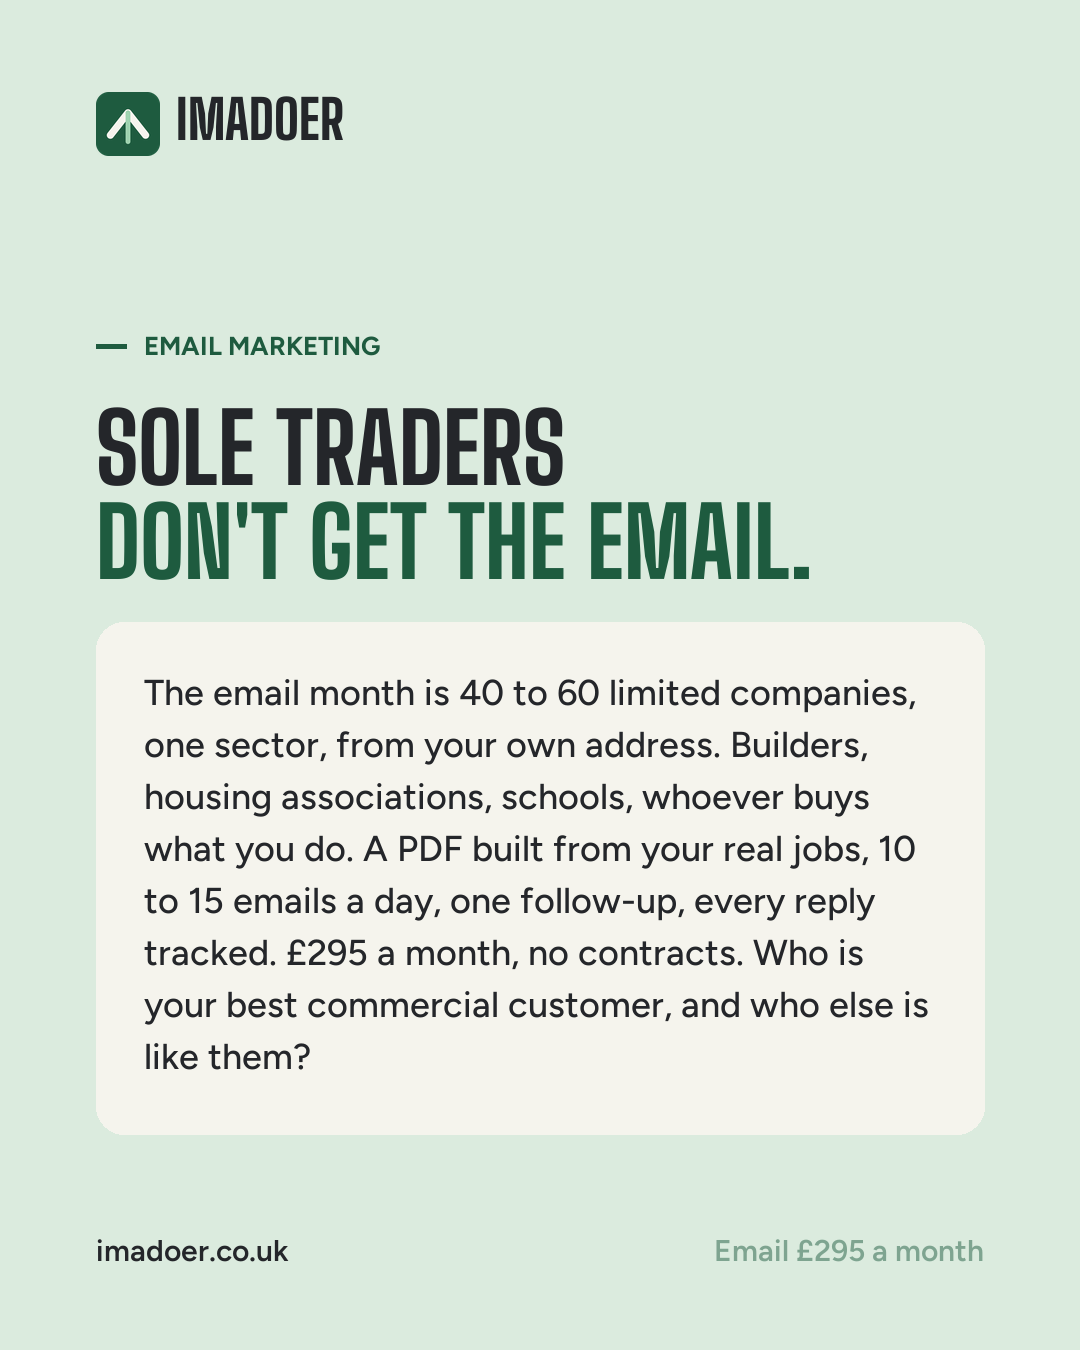 IMADOER
EMAIL MARKETING
SOLE TRADERS
DON'T GET THE EMAIL.
The email month is 40 to 60 limited companies,
one sector, from your own address. Builders,
housing associations, schools, whoever buys
what you do. A PDF built from your real jobs, 10
to 15 emails a day, one follow-up, every reply
tracked. £295 a month, no contracts. Who is
your best commercial customer, and who else is
like them?
imadoer.co.uk
Email £295 a month